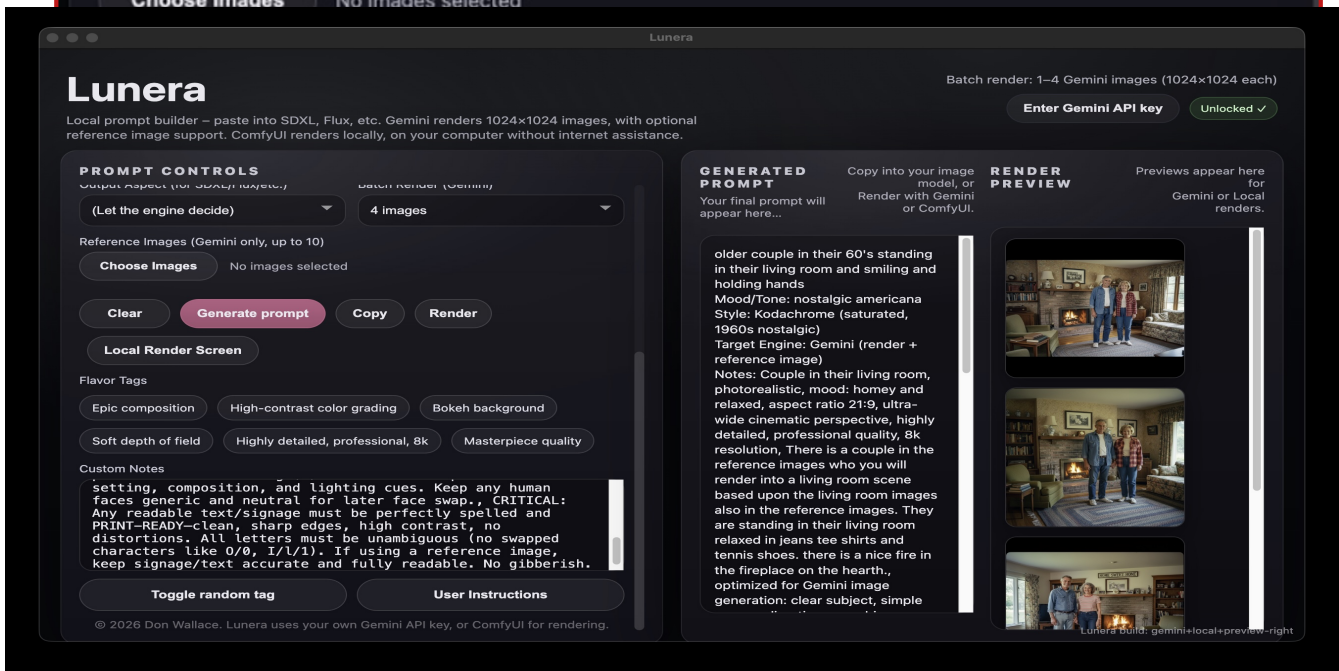 Choose Images No images selected
Lunera
Lunera
Local prompt builder – paste into SDXL, Flux, etc. Gemini renders 1024×1024 images, with optional
reference image support. ComfyUI renders locally, on your computer without internet assistance.
Batch render: 1–4 Gemini images (1024×1024 each)
Enter Gemini API key
Unlocked ✓
PROMPT CONTROLS
Output Aspect (for SDXL/Flux/etc.) Batch Render (Gemini)
(Let the engine decide) 4 images
Reference Images (Gemini only, up to 10)
Choose Images No images selected
Clear Generate prompt Copy Render
Local Render Screen
Flavor Tags
Epic composition High-contrast color grading Bokeh background
Soft depth of field Highly detailed, professional, 8k Masterpiece quality
Custom Notes
setting, composition, and lighting cues. Keep any human
faces generic and neutral for later face swap., CRITICAL:
Any readable text/signage must be perfectly spelled and
PRINT-READY—clean, sharp edges, high contrast, no
distortions. All letters must be unambiguous (no swapped
characters like O/0, I/l/1). If using a reference image,
keep signage/text accurate and fully readable. No gibberish.
Toggle random tag User Instructions
© 2026 Don Wallace. Lunera uses your own Gemini API key, or ComfyUI for rendering.
GENERATED
PROMPT
Your final prompt will
appear here...
Copy into your image
model, or
Render with Gemini
or ComfyUI.
older couple in their 60's standing
in their living room and smiling and
holding hands
Mood/Tone: nostalgic americana
Style: Kodachrome (saturated,
1960s nostalgic)
Target Engine: Gemini (render +
reference image)
Notes: Couple in their living room,
photorealistic, mood: homey and
relaxed, aspect ratio 21:9, ultra-
wide cinematic perspective, highly
detailed, professional quality, 8k
resolution, There is a couple in the
reference images who you will
render into a living room scene
based upon the living room images
also in the reference images. They
are standing in their living room
relaxed in jeans tee shirts and
tennis shoes. there is a nice fire in
the fireplace on the hearth.,
optimized for Gemini image
generation: clear subject, simple
RENDER
PREVIEW
Previews appear here
for
Gemini or Local
renders.
Lunera build: gemini+local+preview-right